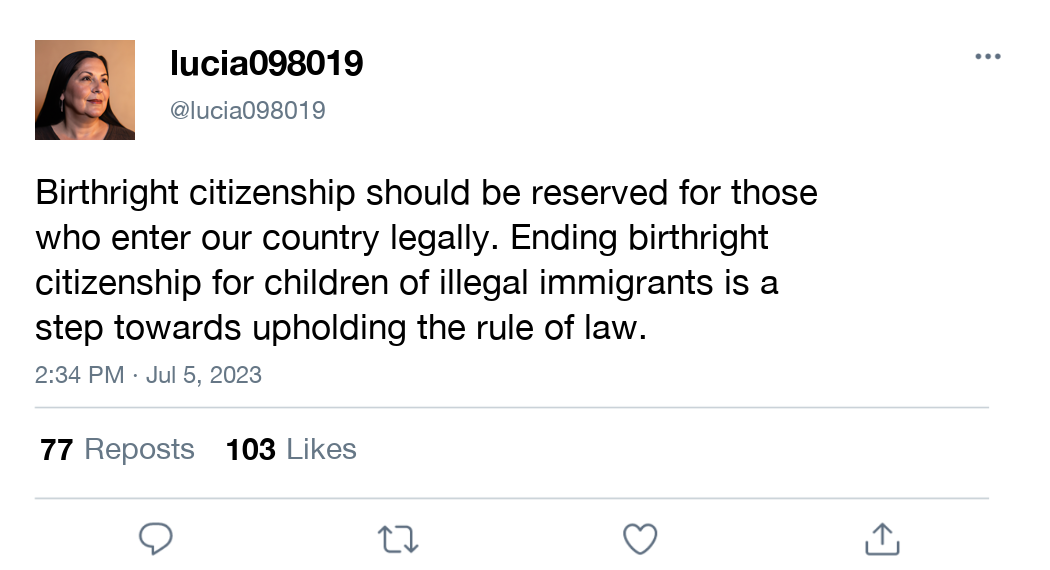 lucia098019
@lucia098019
Birthright citizenship should be reserved for those
who enter our country legally. Ending birthright
citizenship for children of illegal immigrants is a
step towards upholding the rule of law.
2:34 PM · Jul 5, 2023
77 Reposts 103 Likes